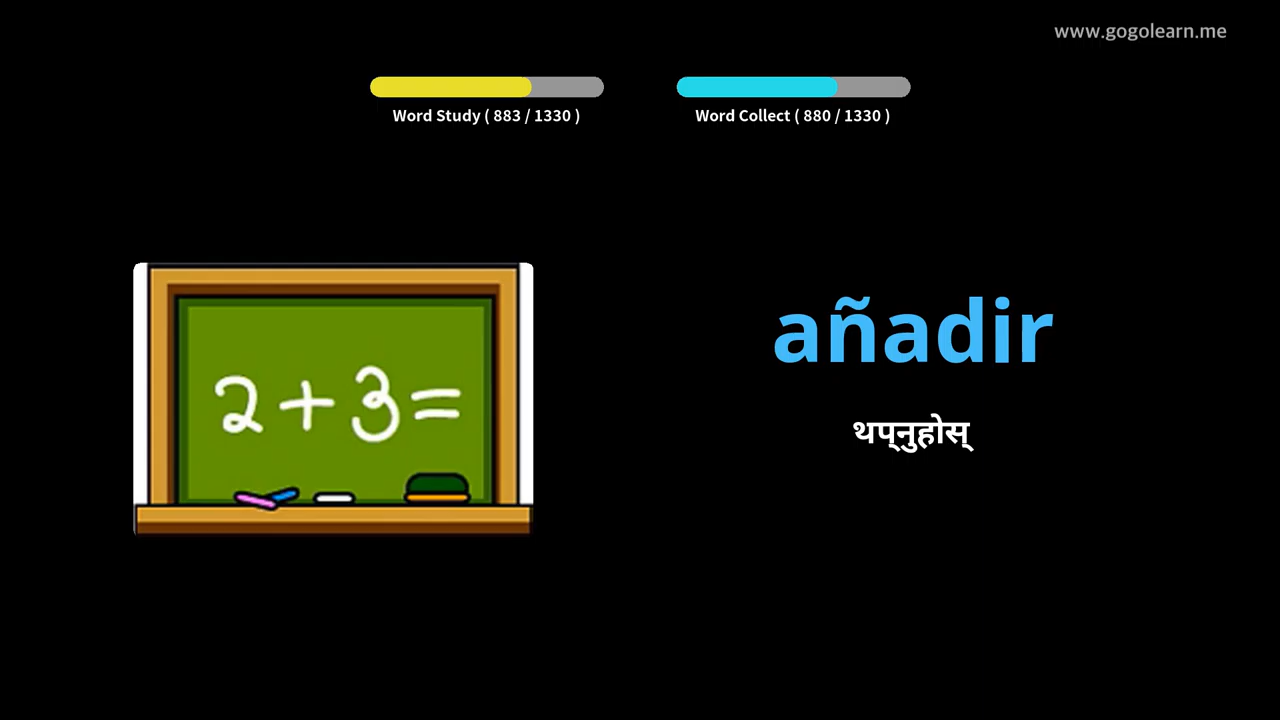 www.gogolearn.me
Word Study ( 883 / 1330 )
Word Collect ( 880 / 1330 )
añadir
थप्नुहोस्
2 + 3 =